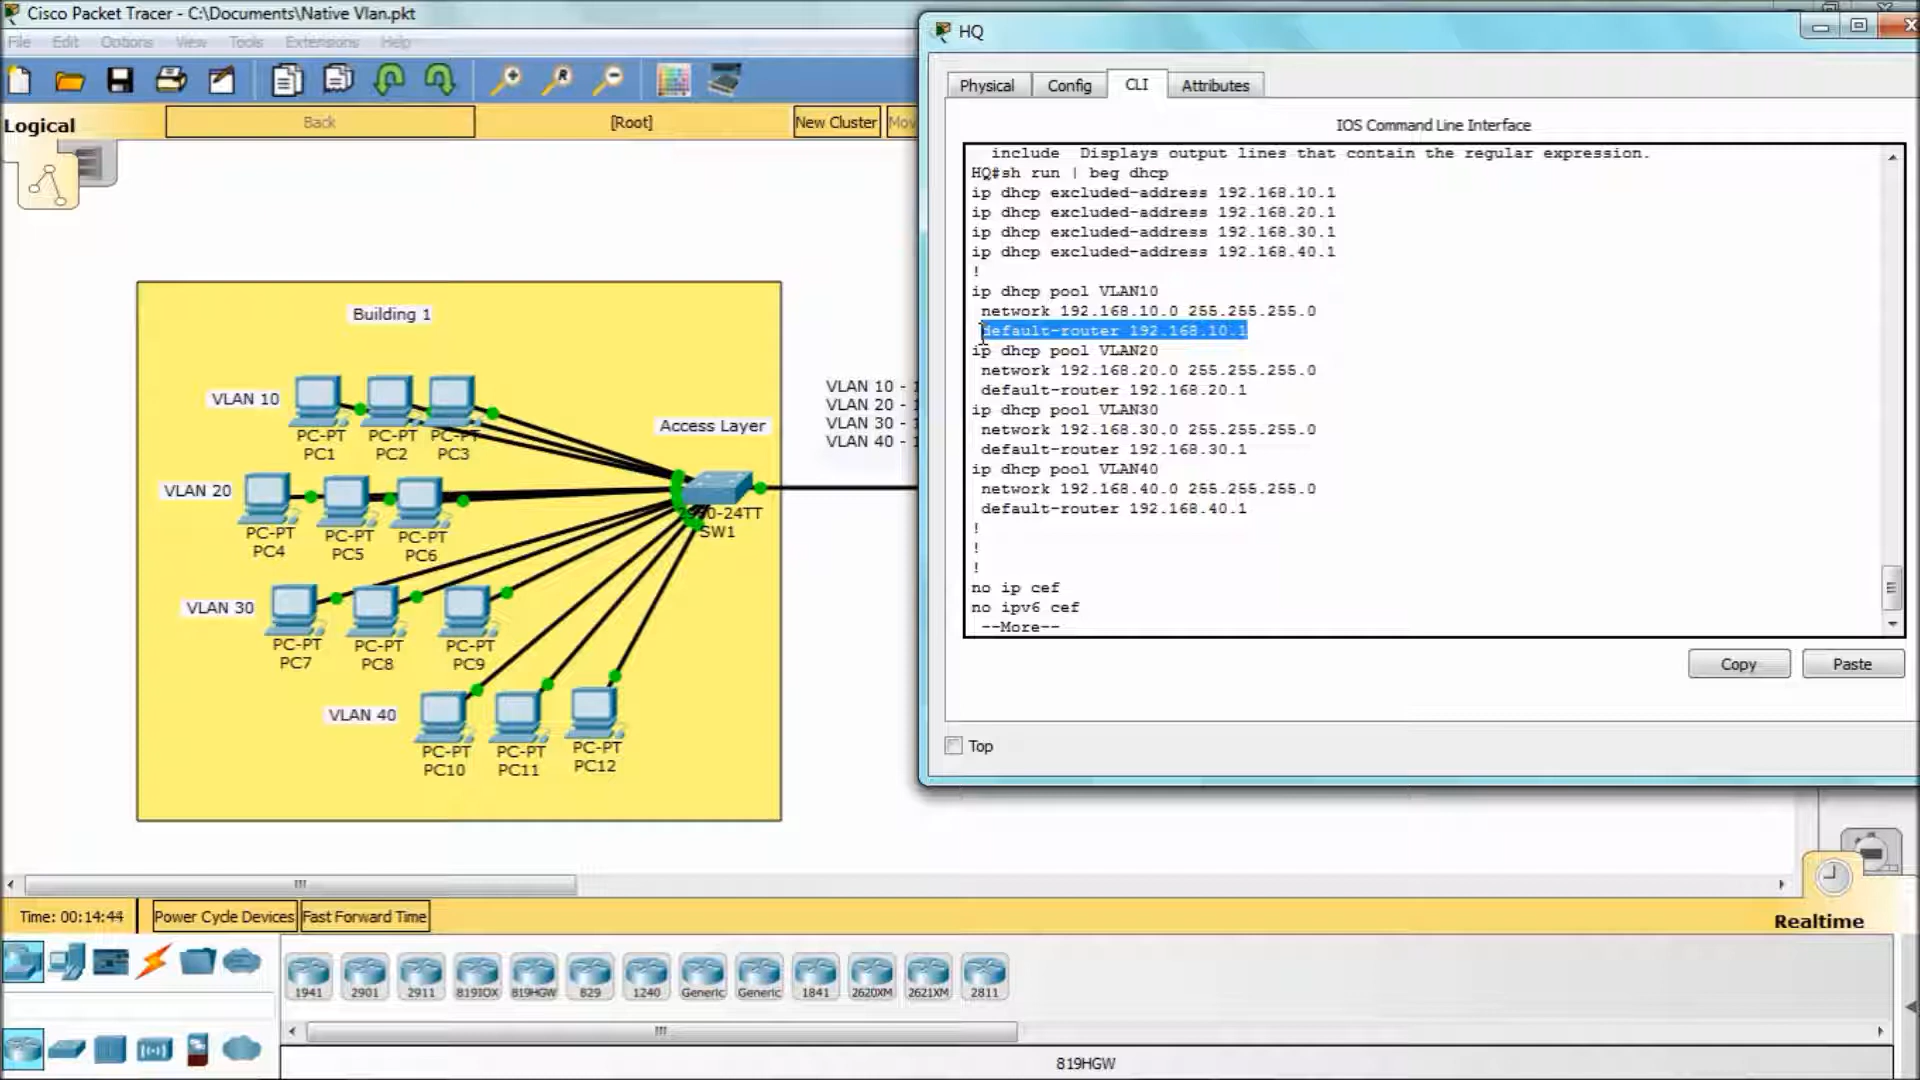 Cisco Packet Tracer - C:\Documents\Native Vlan.pkt
File Edit Options View Tools Extensions Help
Logical
Back
[Root]
New Cluster
Mov
Building 1
VLAN 10
PC-PT PC-PT PC-PT
PC1 PC2 PC3
VLAN 20
PC-PT PC-PT PC-PT
PC4 PC5 PC6
VLAN 30
PC-PT PC-PT PC-PT
PC7 PC8 PC9
VLAN 40
PC-PT PC-PT PC-PT
PC10 PC11 PC12
Access Layer
SW1
VLAN 10 - 1
VLAN 20 - 1
VLAN 30 - 1
VLAN 40 - 1
HQ
Physical Config CLI Attributes
IOS Command Line Interface
include Displays output lines that contain the regular expression.
HQ#sh run | beg dhcp
ip dhcp excluded-address 192.168.10.1
ip dhcp excluded-address 192.168.20.1
ip dhcp excluded-address 192.168.30.1
ip dhcp excluded-address 192.168.40.1
!
ip dhcp pool VLAN10
network 192.168.10.0 255.255.255.0
default-router 192.168.10.1
ip dhcp pool VLAN20
network 192.168.20.0 255.255.255.0
default-router 192.168.20.1
ip dhcp pool VLAN30
network 192.168.30.0 255.255.255.0
default-router 192.168.30.1
ip dhcp pool VLAN40
network 192.168.40.0 255.255.255.0
default-router 192.168.40.1
!
!
!
no ip cef
no ipv6 cef
--More--
Copy Paste
Top
Time: 00:14:44
Power Cycle Devices
Fast Forward Time
Realtime
1941 2901 2911 819IOX 819HGW 829 1240 Generic Generic 1841 2620XM 2621XM 2811
819HGW